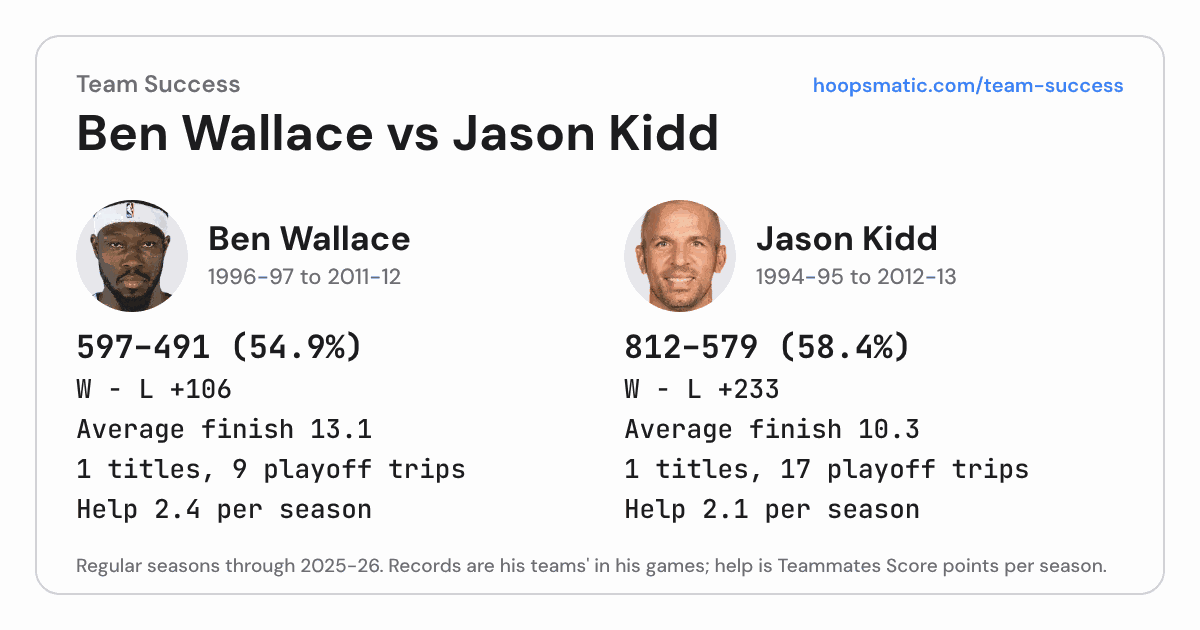 Team Success
hoopsmatic.com/team-success
Ben Wallace vs Jason Kidd
Ben Wallace
1996-97 to 2011-12
597-491 (54.9%)
W - L +106
Average finish 13.1
1 titles, 9 playoff trips
Help 2.4 per season
Jason Kidd
1994-95 to 2012-13
812-579 (58.4%)
W - L +233
Average finish 10.3
1 titles, 17 playoff trips
Help 2.1 per season
Regular seasons through 2025-26. Records are his teams' in his games; help is Teammates Score points per season.